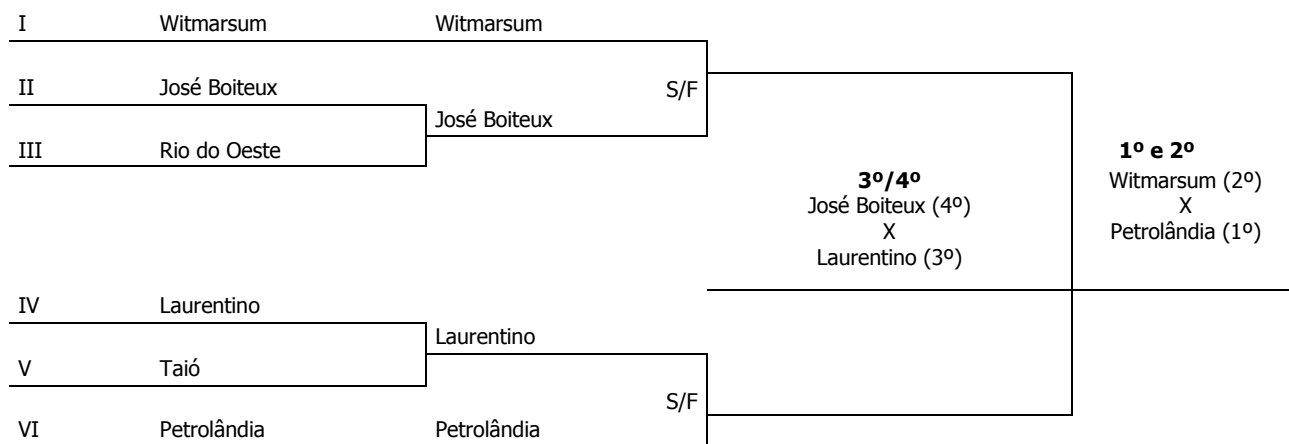 I Witmarsum Witmarsum
II José Boiteux S/F
José Boiteux
III Rio do Oeste
1º e 2º
3º/4º Witmarsum (2º)
José Boiteux (4º) X
X Petrolândia (1º)
Laurentino (3º)
IV Laurentino
Laurentino
V Taió
S/F
VI Petrolândia Petrolândia